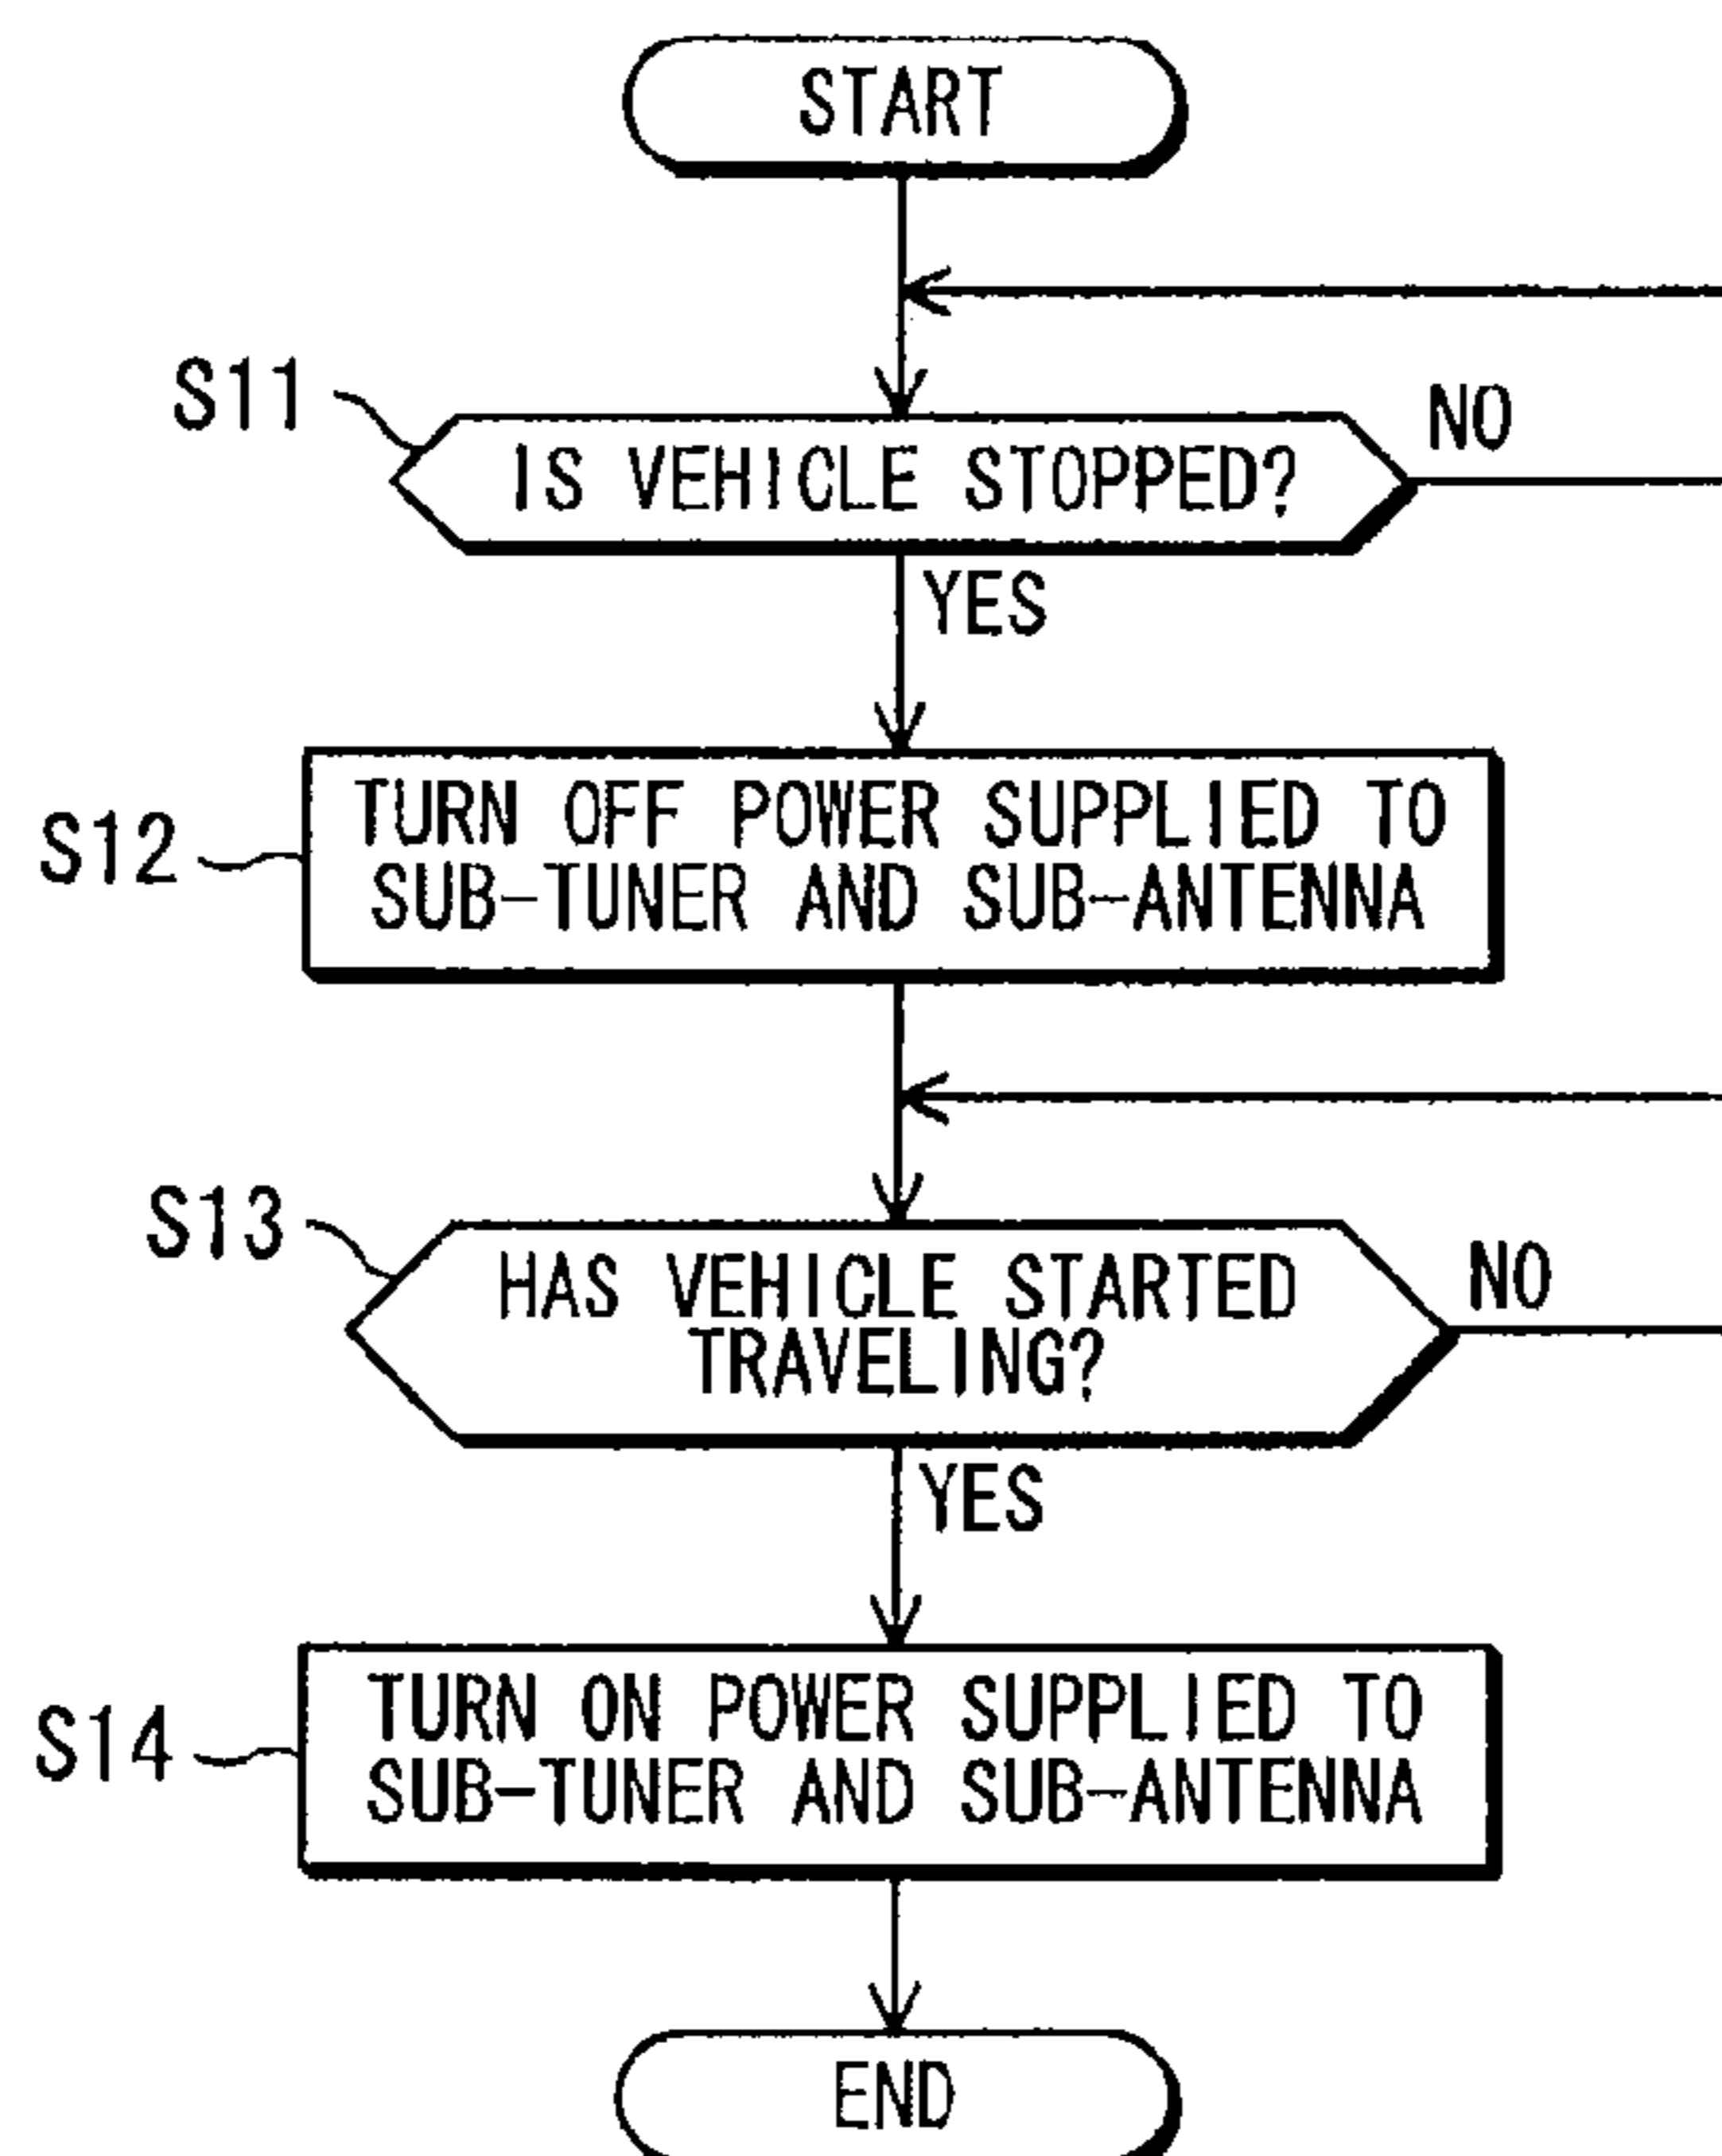 START
S11
IS VEHICLE STOPPED?
NO
YES
S12
TURN OFF POWER SUPPLIED TO
SUB-TUNER AND SUB-ANTENNA
S13
HAS VEHICLE STARTED
TRAVELING?
NO
YES
S14
TURN ON POWER SUPPLIED TO
SUB-TUNER AND SUB-ANTENNA
END